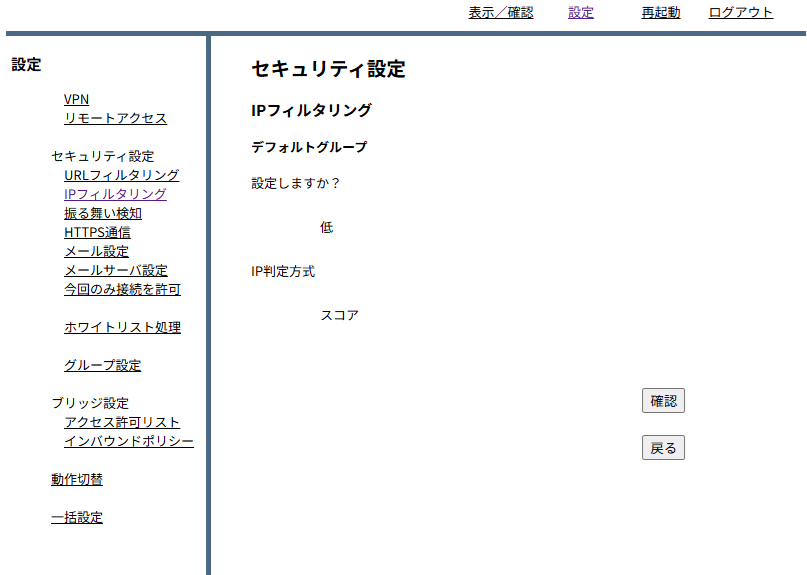 表示／確認 設定 再起動 ログアウト
設定
VPN
リモートアクセス
セキュリティ設定
URLフィルタリング
IPフィルタリング
振る舞い検知
HTTPS通信
メール設定
メールサーバ設定
今回のみ接続を許可
ホワイトリスト処理
グループ設定
ブリッジ設定
アクセス許可リスト
インバウンドポリシー
動作切替
一括設定
セキュリティ設定
IPフィルタリング
デフォルトグループ
設定しますか？
低
IP判定方式
スコア
確認
戻る